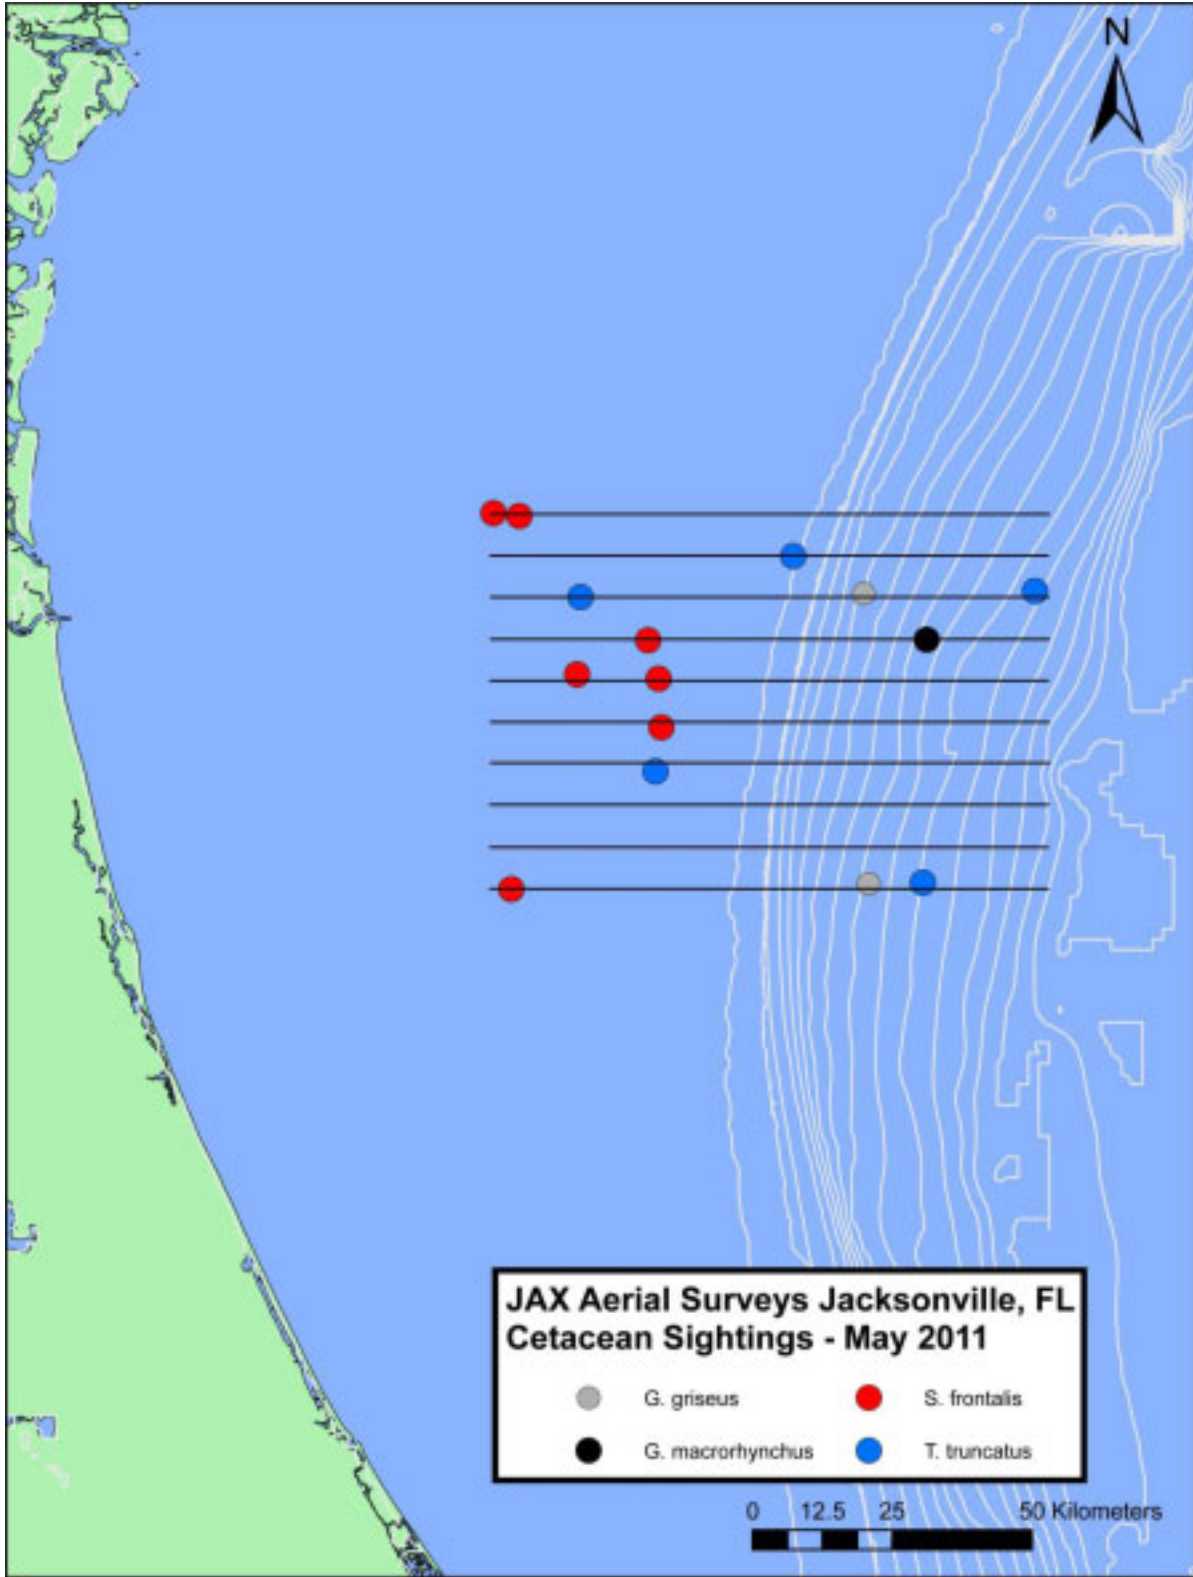 N
JAX Aerial Surveys Jacksonville, FL
Cetacean Sightings - May 2011
G. griseus
S. frontalis
G. macrorhynchus
T. truncatus
0 12.5 25 50 Kilometers